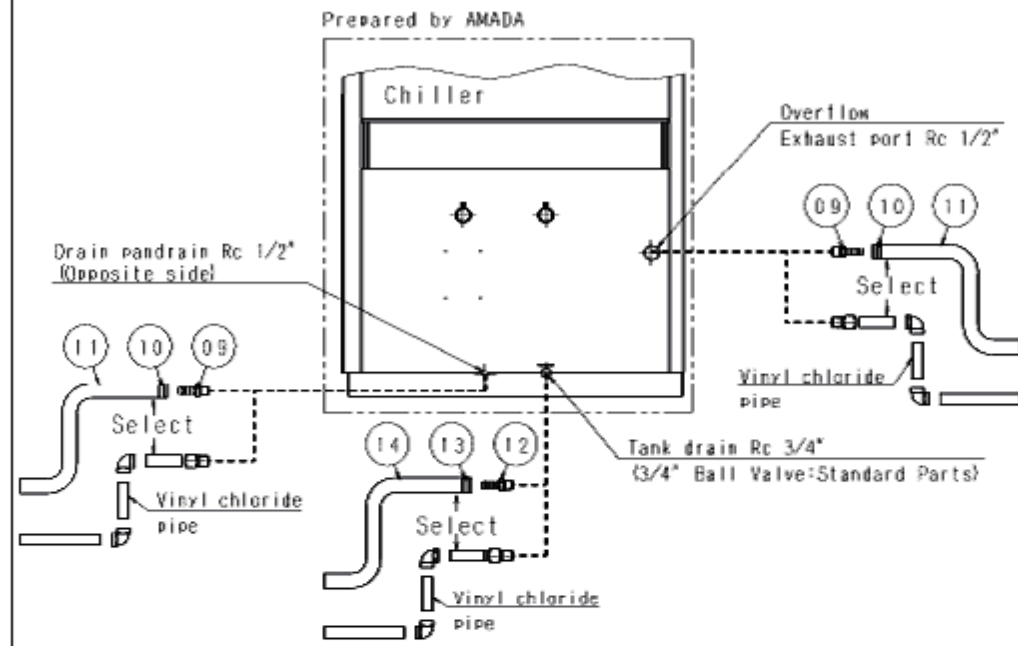 Prepared by AMADA
Chiller
Overflow
Exhaust port Rc 1/2"
09
10
11
Select
Vinyl chloride
pipe
Drain pandrain Rc 1/2"
(Opposite side)
11
10
09
Select
Vinyl chloride
pipe
14
13
12
Select
Vinyl chloride
pipe
Tank drain Rc 3/4"
(3/4" Ball Valve:Standard Parts)